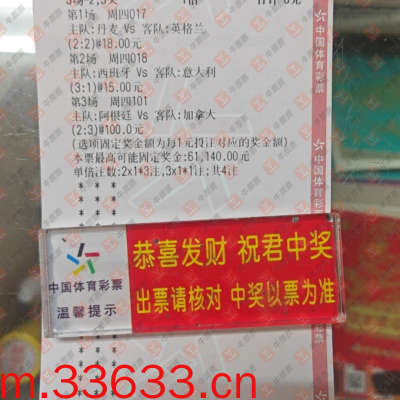 第1场 周四017
主队:丹麦 Vs 客队:英格兰
(2:2)@18.00元
第2场 周四018
主队:西班牙 Vs 客队:意大利
(3:1)@15.00元
第3场 周四101
主队:阿根廷 Vs 客队:加拿大
(2:3)@100.0元
(选项固定奖金额为每1元投注对应的奖金额)
本票最高可能固定奖金:61,140.00元
单倍注数:2x1*3注,3x1*1注;共4注
中国体育彩票
中国体育彩票
恭喜发财 祝君中奖
出票请核对 中奖以票为准
中国体育彩票
温馨提示
m.33633.cn